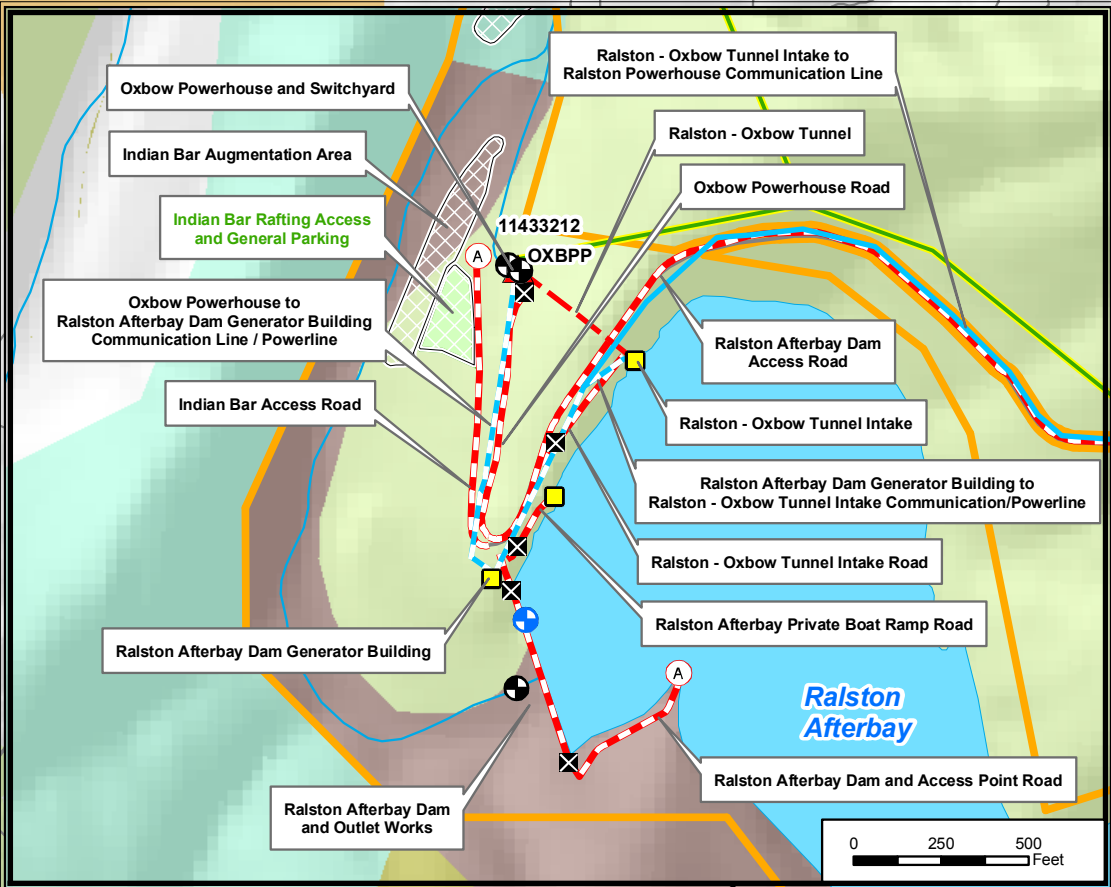 Ralston - Oxbow Tunnel Intake to
Ralston Powerhouse Communication Line
Oxbow Powerhouse and Switchyard
Ralston - Oxbow Tunnel
Indian Bar Augmentation Area
Oxbow Powerhouse Road
Indian Bar Rafting Access
and General Parking
11433212
A
OXBPP
Oxbow Powerhouse to
Ralston Afterbay Dam Generator Building
Communication Line / Powerline
Ralston Afterbay Dam
Access Road
Indian Bar Access Road
Ralston - Oxbow Tunnel Intake
Ralston Afterbay Dam Generator Building to
Ralston - Oxbow Tunnel Intake Communication/Powerline
Ralston - Oxbow Tunnel Intake Road
Ralston Afterbay Private Boat Ramp Road
Ralston Afterbay Dam Generator Building
A
Ralston
Afterbay
Ralston Afterbay Dam and Access Point Road
Ralston Afterbay Dam
and Outlet Works
0 250 500
Feet